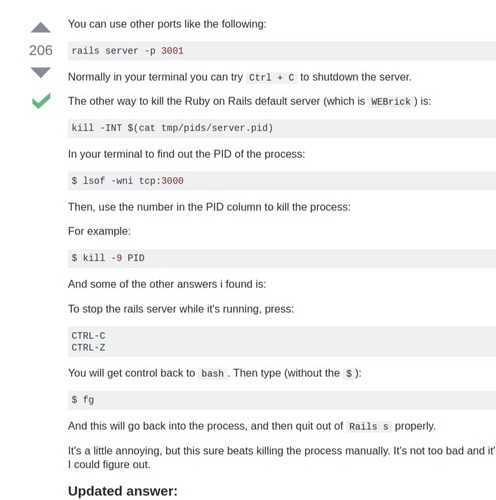 You can use other ports like the following:
206
rails server -p 3001
Normally in your terminal you can try Ctrl + C to shutdown the server.
The other way to kill the Ruby on Rails default server (which is WEBrick) is:
kill -INT $(cat tmp/pids/server.pid)
In your terminal to find out the PID of the process:
$ lsof -wni tcp:3000
Then, use the number in the PID column to kill the process:
For example:
$ kill -9 PID
And some of the other answers i found is:
To stop the rails server while it's running, press:
CTRL-C
CTRL-Z
You will get control back to bash. Then type (without the $):
$ fg
And this will go back into the process, and then quit out of Rails s properly.
It's a little annoying, but this sure beats killing the process manually. It's not too bad and it'
I could figure out.
Updated answer: